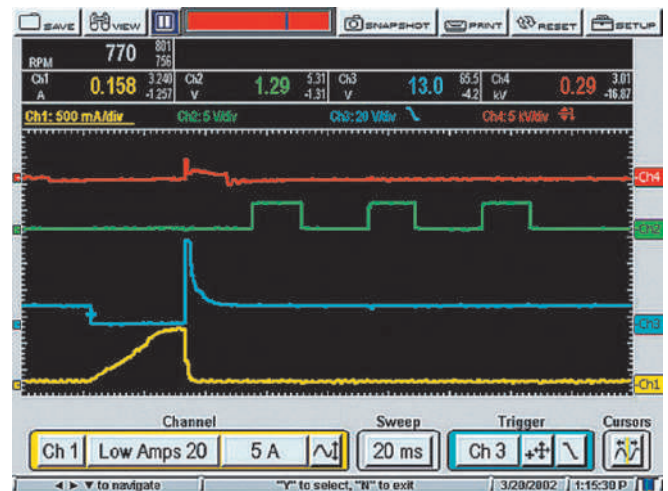 SAVE VIEW SNAPSHOT PRINT RESET SETUP
RPM 770 801 756
Ch1 A 0.158 3.240 -1.257 Ch2 V 1.29 5.31 -1.31 Ch3 V 13.0 65.5 -4.2 Ch4 kV 0.29 3.01 -16.87
Ch1: 500 mA/div Ch2: 5 V/div Ch3: 20 V/div Ch4: 5 kV/div
Ch4
Ch2
Ch3
Ch1
Channel Sweep Trigger Cursors
Ch 1 Low Amps 20 5 A 20 ms Ch 3
to navigate "Y" to select, "N" to exit 3/20/2002 1:15:30 P